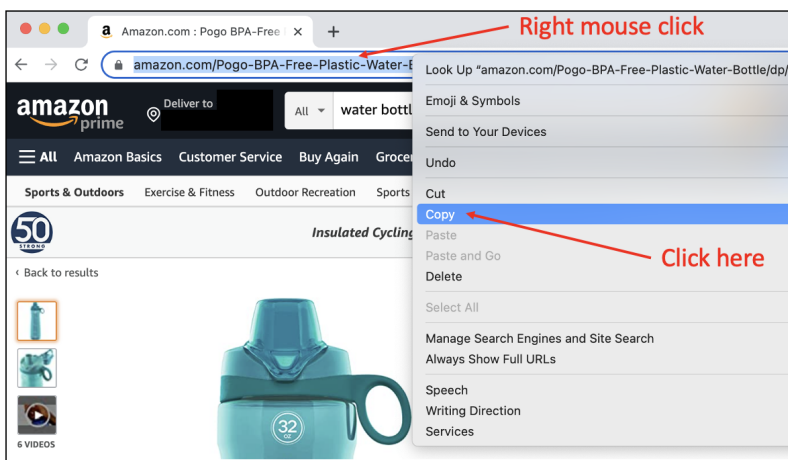 Right mouse click
a Amazon.com : Pogo BPA-Free
amazon.com/Pogo-BPA-Free-Plastic-Water-B
Look Up "amazon.com/Pogo-BPA-Free-Plastic-Water-Bottle/dp/
Emoji & Symbols
Send to Your Devices
Undo
Cut
Copy
Paste
Paste and Go
Delete
Select All
Manage Search Engines and Site Search
Always Show Full URLs
Speech
Writing Direction
Services
Click here
amazon
prime
Deliver to
All
water bottl
All Amazon Basics Customer Service Buy Again Groce
Sports & Outdoors Exercise & Fitness Outdoor Recreation Sports
50
STRONG
Insulated Cycling
‹ Back to results
32
OZ
6 VIDEOS